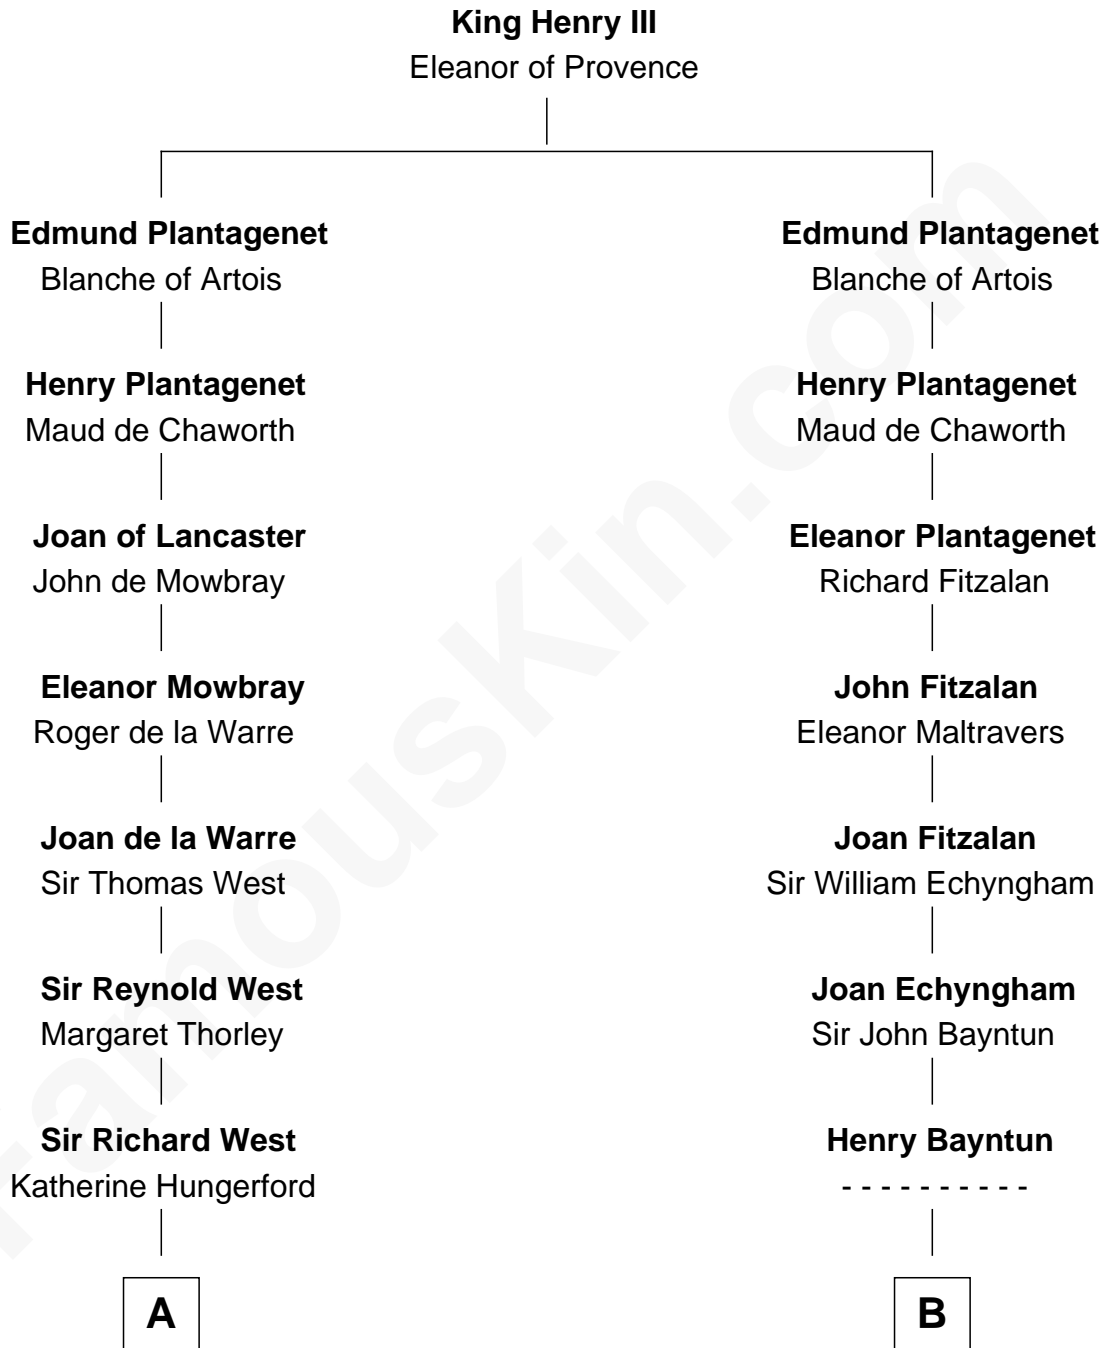 King Henry III
Eleanor of Provence
Edmund Plantagenet
Blanche of Artois
Henry Plantagenet
Maud de Chaworth
Joan of Lancaster
John de Mowbray
Eleanor Mowbray
Roger de la Warre
Joan de la Warre
Sir Thomas West
Sir Reynold West
Margaret Thorley
Sir Richard West
Katherine Hungerford
A
Edmund Plantagenet
Blanche of Artois
Henry Plantagenet
Maud de Chaworth
Eleanor Plantagenet
Richard Fitzalan
John Fitzalan
Eleanor Maltravers
Joan Fitzalan
Sir William Echyngham
Joan Echyngham
Sir John Bayntun
Henry Bayntun
- - - - - - - - - -
B
FamousKin.com